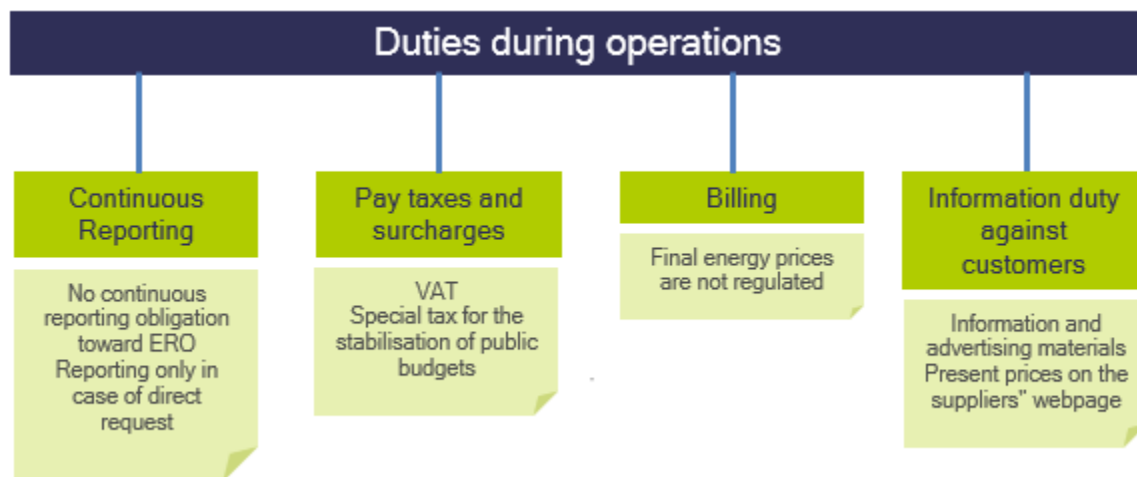 Duties during operations
Continuous
Reporting
No continuous
reporting obligation
toward ERO
Reporting only in
case of direct
request
Pay taxes and
surcharges
VAT
Special tax for the
stabilisation of public
budgets
Billing
Final energy prices
are not regulated
Information duty
against
customers
Information and
advertising materials
Present prices on the
suppliers" webpage